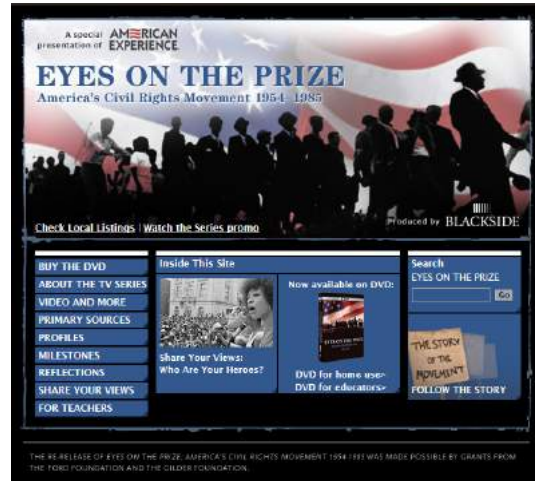 A special AMERICAN
presentation of EXPERIENCE
EYES ON THE PRIZE
America's Civil Rights Movement 1954–1985
Check Local Listings | Watch the Series promo
Produced by BLACKSIDE
BUY THE DVD
ABOUT THE TV SERIES
VIDEO AND MORE
PRIMARY SOURCES
PROFILES
MILESTONES
REFLECTIONS
SHARE YOUR VIEWS
FOR TEACHERS
Inside This Site
Share Your Views:
Who Are Your Heroes?
Now available on DVD:
DVD for home use>
DVD for educators>
Search
EYES ON THE PRIZE
Go
THE STORY
OF THE
MOVEMENT
FOLLOW THE STORY
THE RE-RELEASE OF EYES ON THE PRIZE: AMERICA'S CIVIL RIGHTS MOVEMENT 1954-1985 WAS MADE POSSIBLE BY GRANTS FROM
THE FORD FOUNDATION AND THE GILDER FOUNDATION.